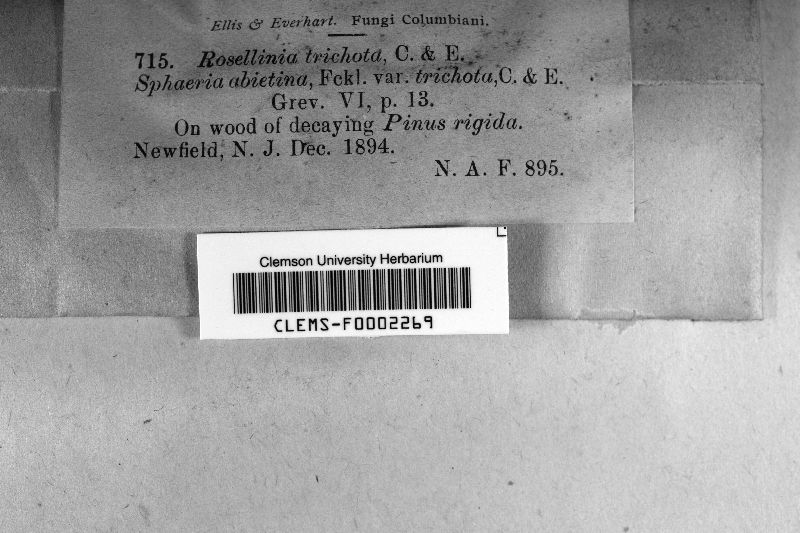 Ellis & Everhart. Fungi Columbiani.
715. Rosellinia trichota, C. & E.
Sphaeria abietina, Fckl. var. trichota, C. & E.
Grev. VI, p. 13.
On wood of decaying Pinus rigida.
Newfield, N. J. Dec. 1894.
N. A. F. 895.
Clemson University Herbarium
CLEMS-F0002269